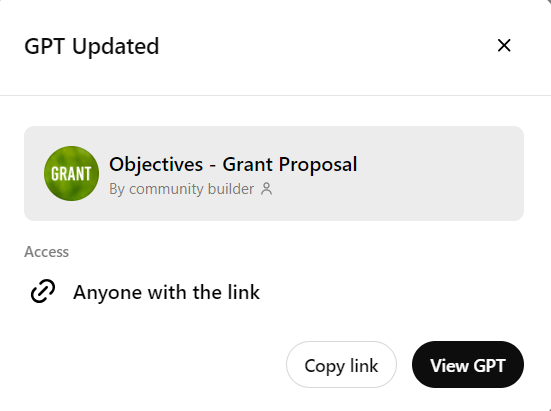 GPT Updated
GRANT
Objectives - Grant Proposal
By community builder
Access
Anyone with the link
Copy link
View GPT